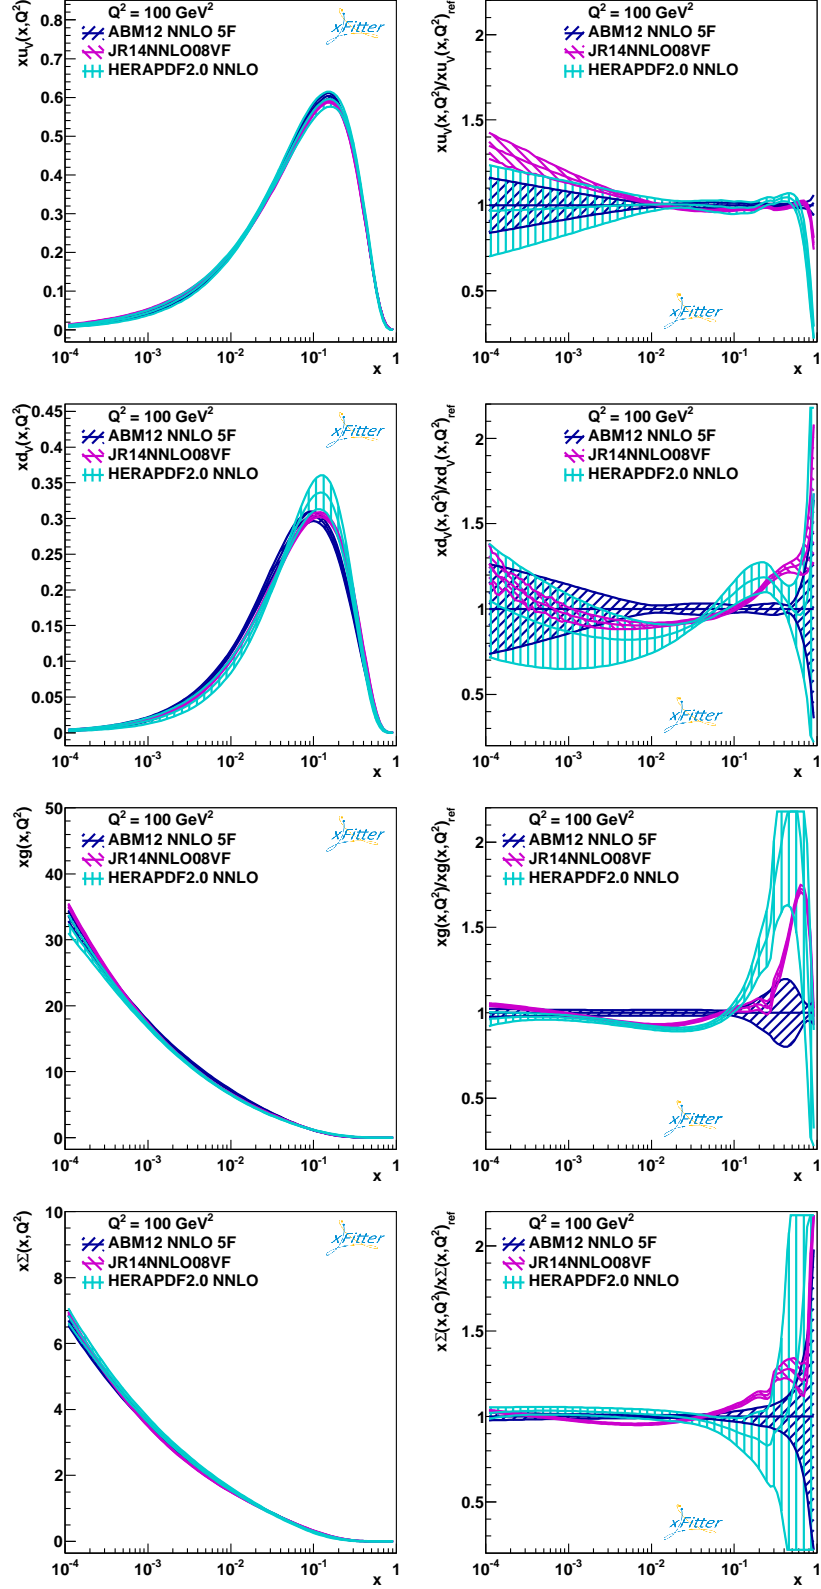 xu_V(x,Q²)
Q² = 100 GeV²
ABM12 NNLO 5F
JR14NNLO08VF
HERAPDF2.0 NNLO
xFitter
0.8
0.7
0.6
0.5
0.4
0.3
0.2
0.1
0
10⁻⁴ 10⁻³ 10⁻² 10⁻¹ 1
x
xu_V(x,Q²)/xu_V(x,Q²)_ref
Q² = 100 GeV²
ABM12 NNLO 5F
JR14NNLO08VF
HERAPDF2.0 NNLO
2
1.5
1
0.5
xFitter
10⁻⁴ 10⁻³ 10⁻² 10⁻¹ 1
x
xd_V(x,Q²)
Q² = 100 GeV²
ABM12 NNLO 5F
JR14NNLO08VF
HERAPDF2.0 NNLO
xFitter
0.45
0.4
0.35
0.3
0.25
0.2
0.15
0.1
0.05
0
10⁻⁴ 10⁻³ 10⁻² 10⁻¹ 1
x
xd_V(x,Q²)/xd_V(x,Q²)_ref
Q² = 100 GeV²
ABM12 NNLO 5F
JR14NNLO08VF
HERAPDF2.0 NNLO
2
1.5
1
0.5
xFitter
10⁻⁴ 10⁻³ 10⁻² 10⁻¹ 1
x
xg(x,Q²)
Q² = 100 GeV²
ABM12 NNLO 5F
JR14NNLO08VF
HERAPDF2.0 NNLO
xFitter
50
40
30
20
10
0
10⁻⁴ 10⁻³ 10⁻² 10⁻¹ 1
x
xg(x,Q²)/xg(x,Q²)_ref
Q² = 100 GeV²
ABM12 NNLO 5F
JR14NNLO08VF
HERAPDF2.0 NNLO
2
1.5
1
0.5
xFitter
10⁻⁴ 10⁻³ 10⁻² 10⁻¹ 1
x
xΣ(x,Q²)
Q² = 100 GeV²
ABM12 NNLO 5F
JR14NNLO08VF
HERAPDF2.0 NNLO
xFitter
10
8
6
4
2
0
10⁻⁴ 10⁻³ 10⁻² 10⁻¹ 1
x
xΣ(x,Q²)/xΣ(x,Q²)_ref
Q² = 100 GeV²
ABM12 NNLO 5F
JR14NNLO08VF
HERAPDF2.0 NNLO
2
1.5
1
0.5
xFitter
10⁻⁴ 10⁻³ 10⁻² 10⁻¹ 1
x